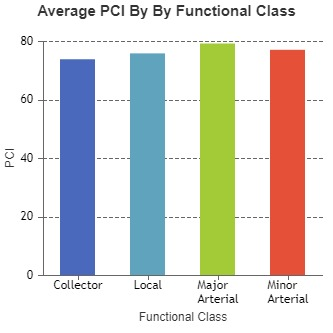 Average PCI By By Functional Class
80
60
40
20
0
PCI
Collector
Local
Major
Arterial
Minor
Arterial
Functional Class